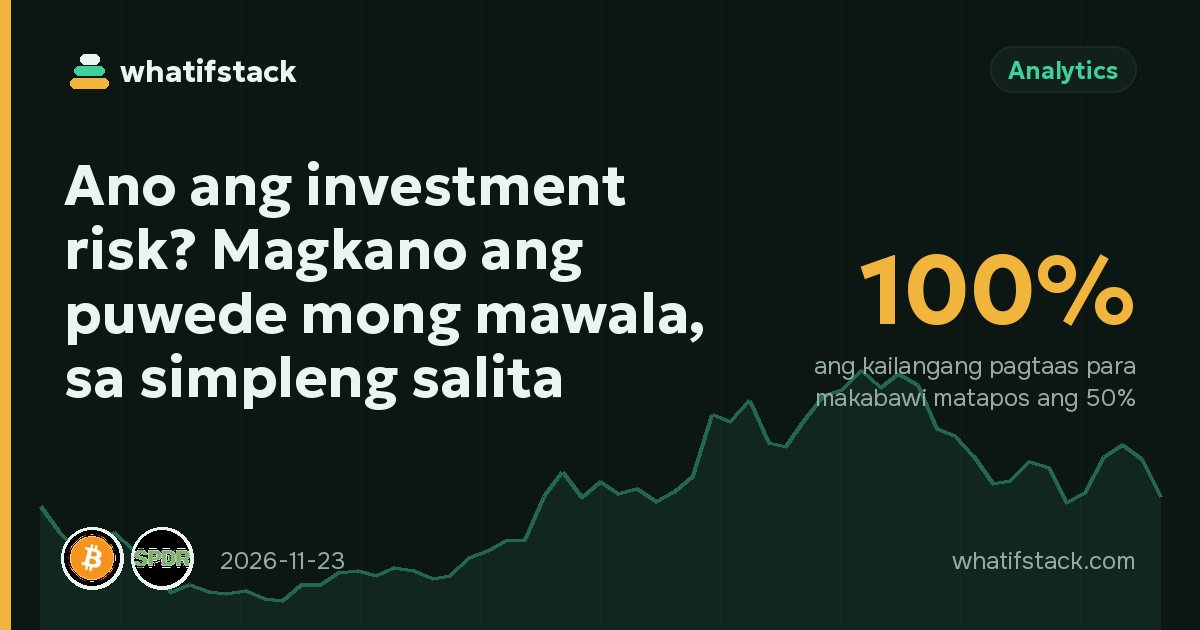 whatifstack
Analytics
Ano ang investment
risk? Magkano ang
puwede mong mawala,
sa simpleng salita
100%
ang kailangang pagtaas para
makabawi matapos ang 50%
SPDR
2026-11-23
whatifstack.com